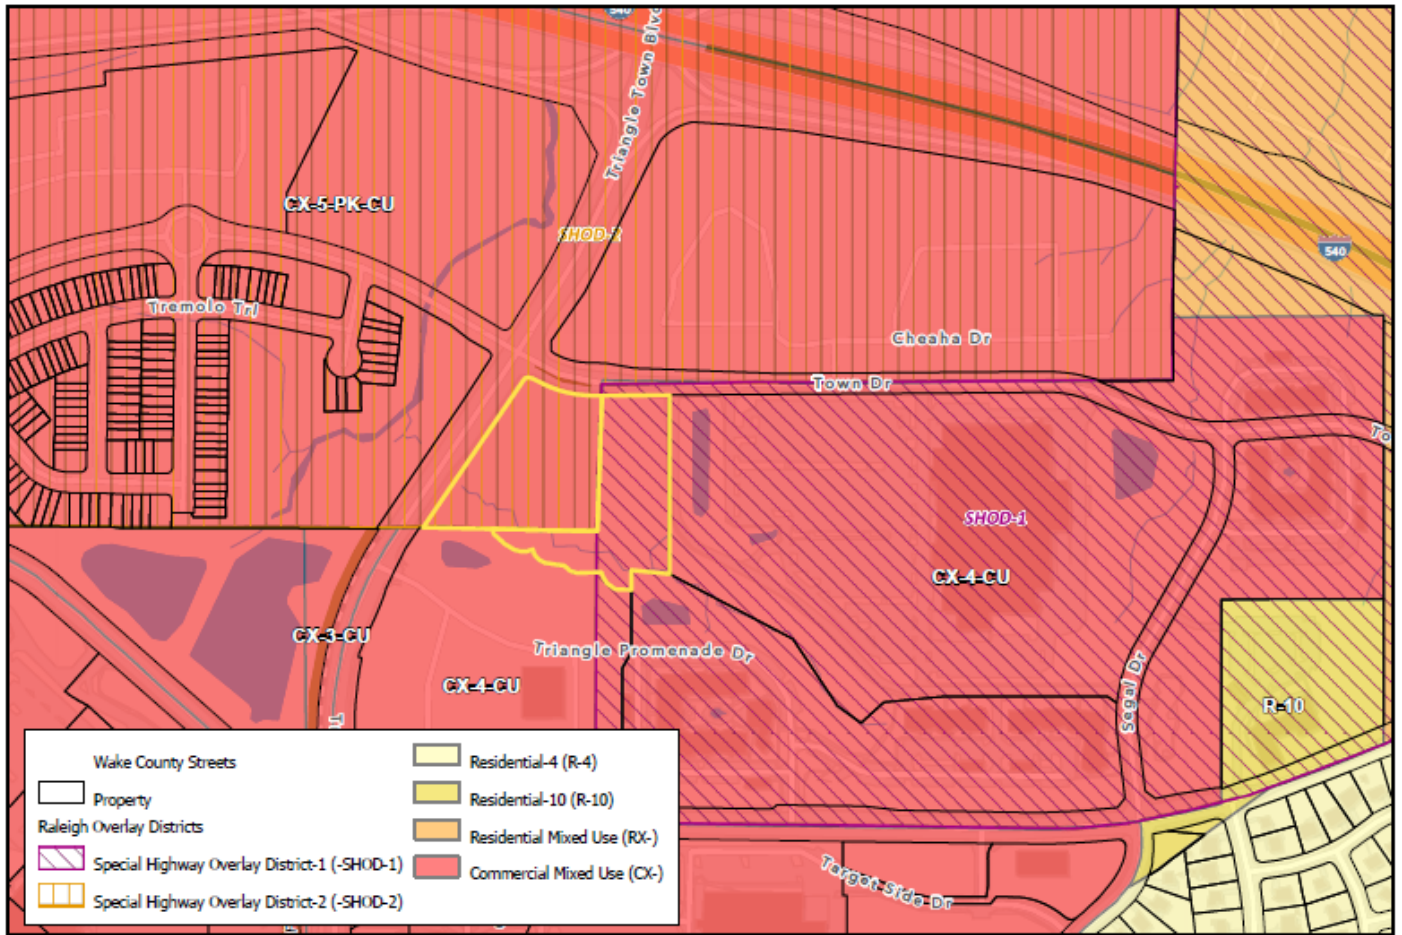 540
Triangle Town Blvd
CX-5-PK-CU
SHOD-2
540
Tremolo Trl
Cheaha Dr
Town Dr
To
SHOD-1
CX-4-CU
CX-3-CU
Triangle Promenade Dr
CX-4-CU
Segal Dr
R-10
Tr
Wake County Streets
Property
Raleigh Overlay Districts
Special Highway Overlay District-1 (-SHOD-1)
Special Highway Overlay District-2 (-SHOD-2)
Residential-4 (R-4)
Residential-10 (R-10)
Residential Mixed Use (RX-)
Commercial Mixed Use (CX-)
Target Side Dr